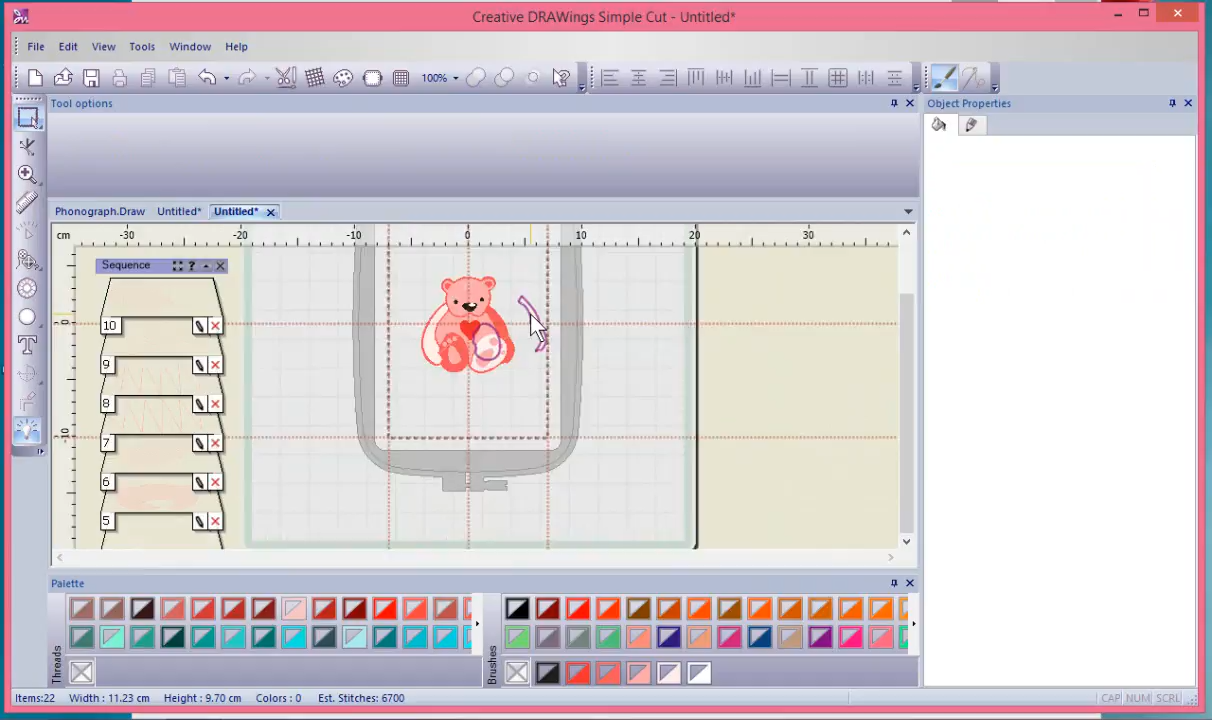 Creative DRAWings Simple Cut - Untitled*
File Edit View Tools Window Help
100%
Tool options
Object Properties
Phonograph.Draw Untitled* Untitled*
cm -30 -20 -10 0 10 20 30
Sequence ?
10
9
8
7
6
5
0
-10
Palette
Threads
Brushes
Items:22 Width : 11.23 cm Height : 9.70 cm Colors : 0 Est. Stitches: 6700 CAP NUM SCRL